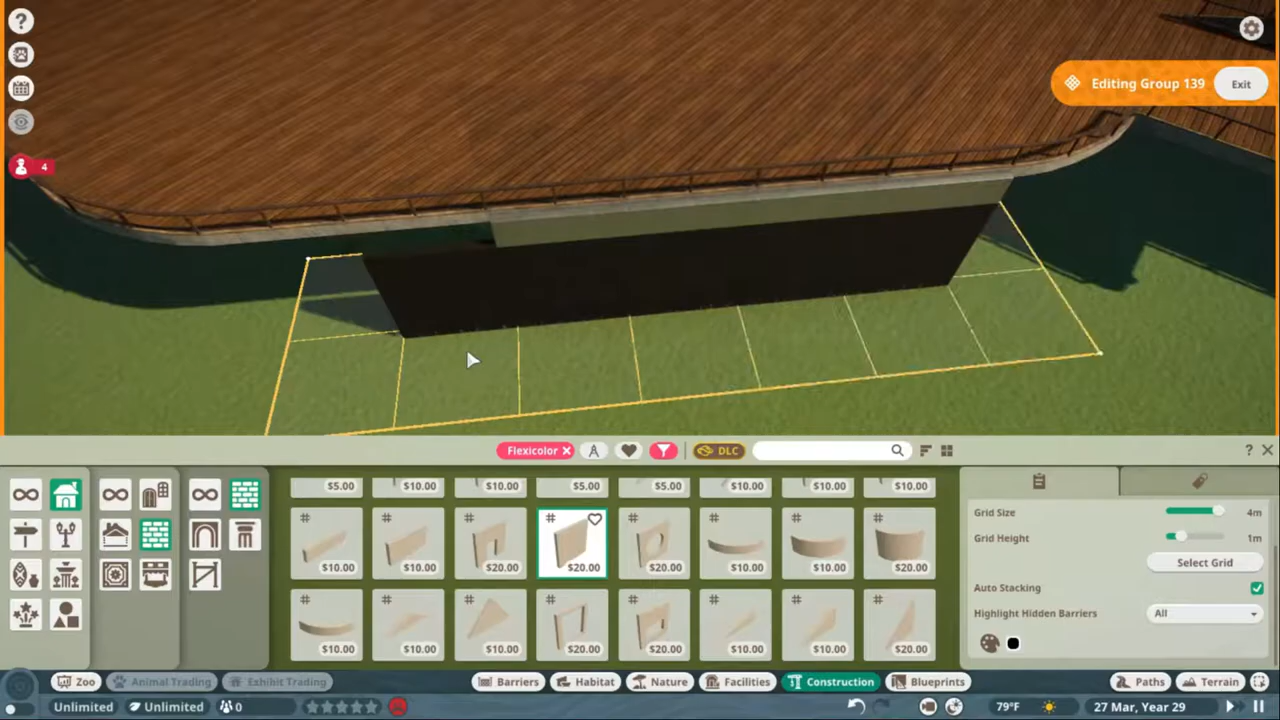 ?
Editing Group 139 Exit
4
Flexicolor × DLC ? ×
$5.00 $10.00 $10.00 $5.00 $5.00 $10.00 $10.00 $10.00
Grid Size 4m
Grid Height 1m
$10.00 $10.00 $20.00 $20.00 $20.00 $10.00 $10.00 $20.00
Select Grid
Auto Stacking
Highlight Hidden Barriers All
$10.00 $10.00 $10.00 $20.00 $20.00 $10.00 $10.00 $20.00
Zoo Animal Trading Exhibit Trading Barriers Habitat Nature Facilities Construction Blueprints Paths Terrain
Unlimited Unlimited 0 79°F 27 Mar, Year 29